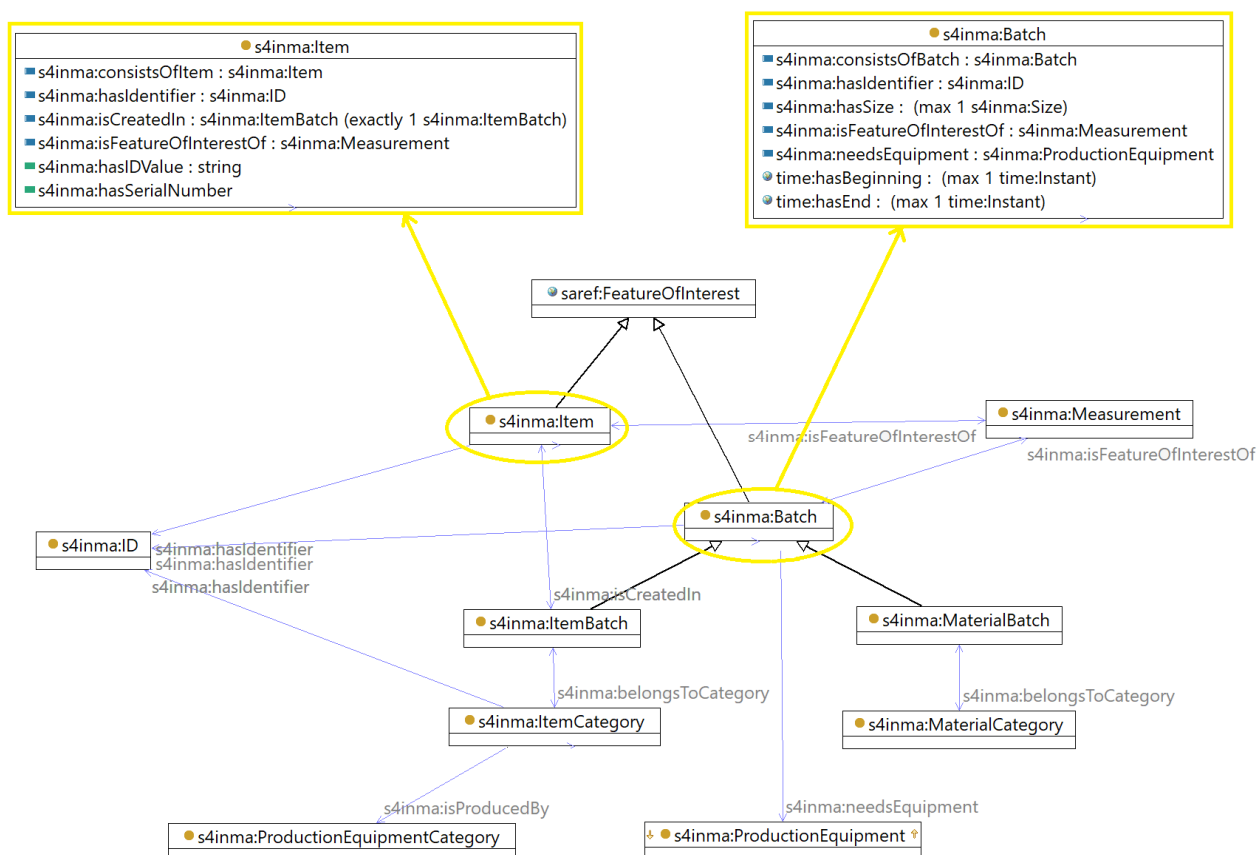 s4inma:Item
s4inma:consistsOfItem : s4inma:Item
s4inma:hasIdentifier : s4inma:ID
s4inma:isCreatedIn : s4inma:ItemBatch (exactly 1 s4inma:ItemBatch)
s4inma:isFeatureOfInterestOf : s4inma:Measurement
s4inma:hasIDValue : string
s4inma:hasSerialNumber
s4inma:Batch
s4inma:consistsOfBatch : s4inma:Batch
s4inma:hasIdentifier : s4inma:ID
s4inma:hasSize : (max 1 s4inma:Size)
s4inma:isFeatureOfInterestOf : s4inma:Measurement
s4inma:needsEquipment : s4inma:ProductionEquipment
time:hasBeginning : (max 1 time:Instant)
time:hasEnd : (max 1 time:Instant)
saref:FeatureOfInterest
s4inma:Item
s4inma:Measurement
s4inma:isFeatureOfInterestOf
s4inma:isFeatureOfInterestOf
s4inma:Batch
s4inma:ID
s4inma:hasIdentifier
s4inma:hasIdentifier
s4inma:hasIdentifier
s4inma:isCreatedIn
s4inma:ItemBatch
s4inma:MaterialBatch
s4inma:belongsToCategory
s4inma:belongsToCategory
s4inma:ItemCategory
s4inma:MaterialCategory
s4inma:isProducedBy
s4inma:needsEquipment
s4inma:ProductionEquipmentCategory
s4inma:ProductionEquipment